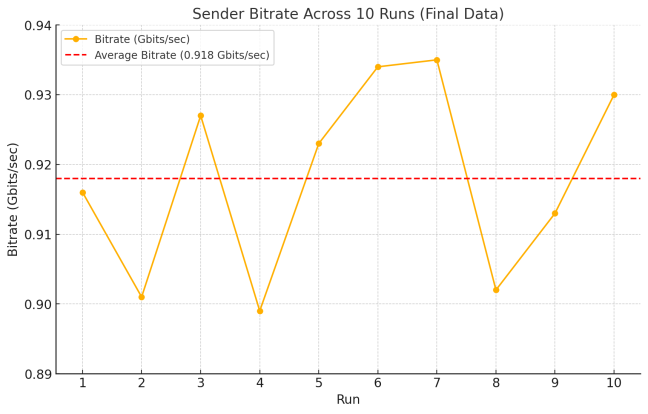 Sender Bitrate Across 10 Runs (Final Data)
Bitrate (Gbits/sec)
Average Bitrate (0.918 Gbits/sec)
Bitrate (Gbits/sec)
0.94
0.93
0.92
0.91
0.90
0.89
1 2 3 4 5 6 7 8 9 10
Run